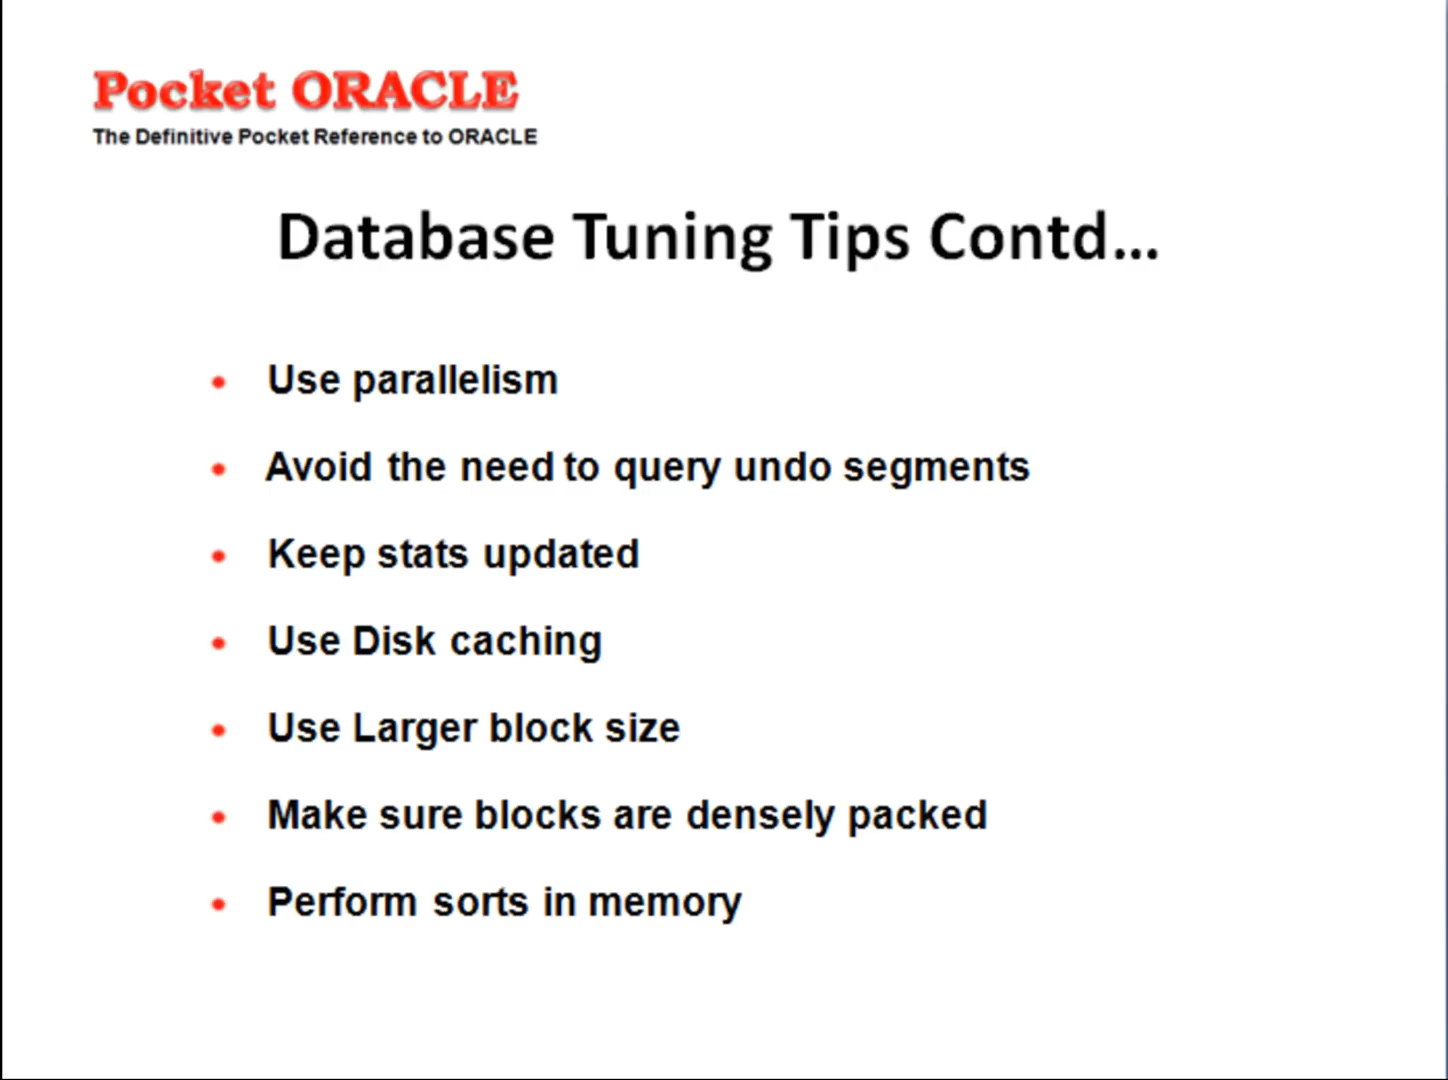 Pocket ORACLE
The Definitive Pocket Reference to ORACLE
Database Tuning Tips Contd...
• Use parallelism
• Avoid the need to query undo segments
• Keep stats updated
• Use Disk caching
• Use Larger block size
• Make sure blocks are densely packed
• Perform sorts in memory